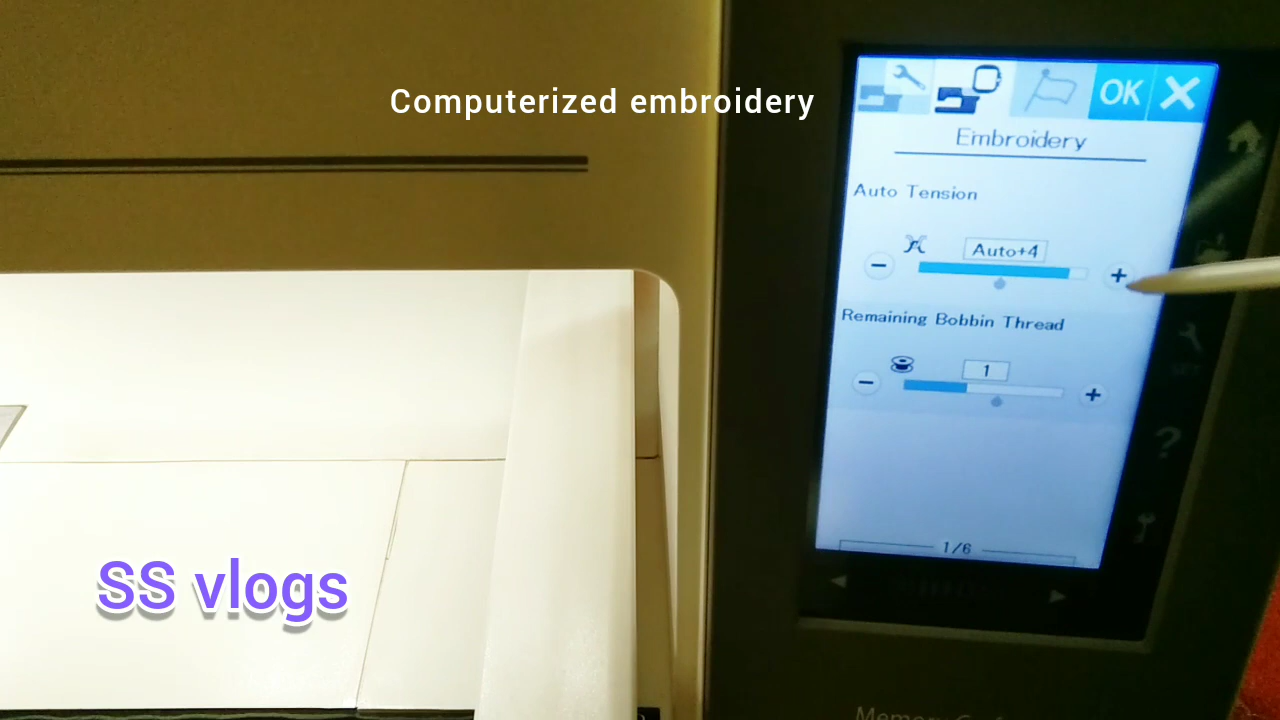 Computerized embroidery
OK
Embroidery
Auto Tension
Auto+4
Remaining Bobbin Thread
1
1/6
SS vlogs